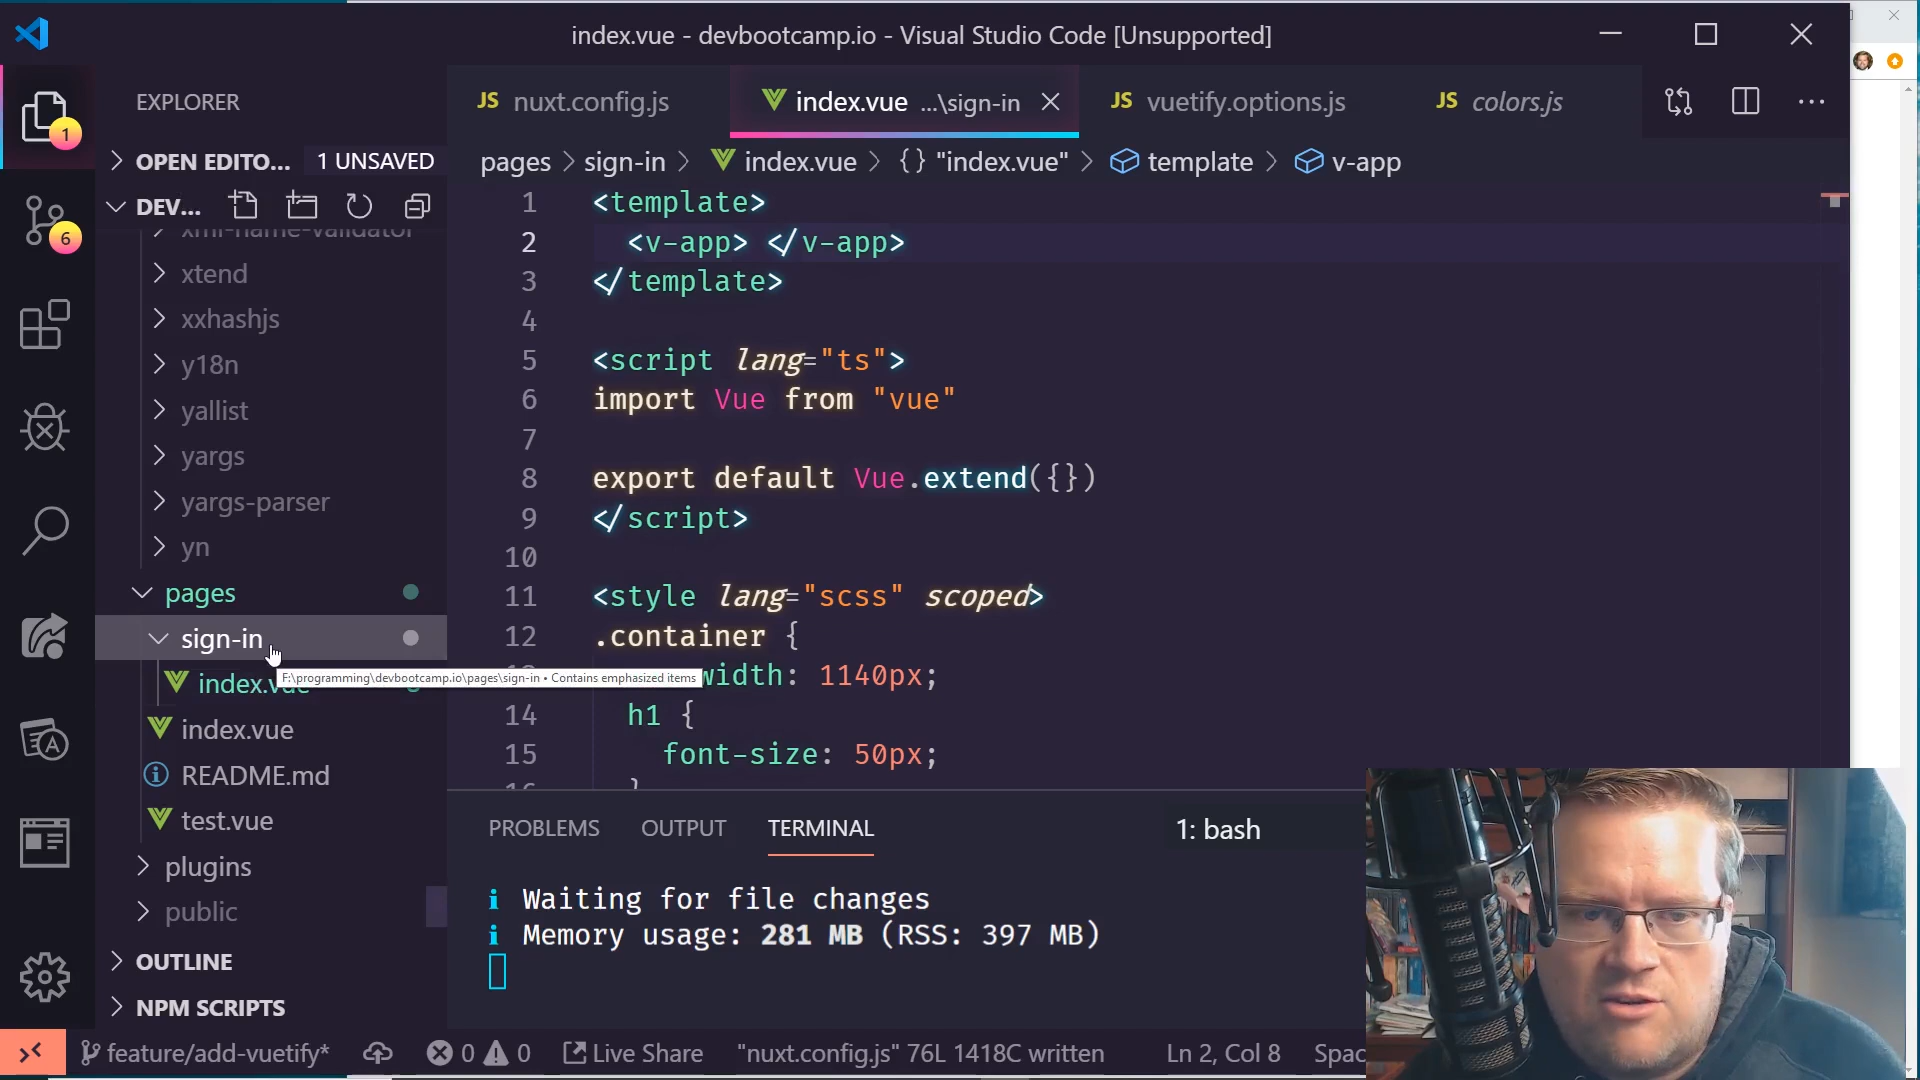 index.vue - devbootcamp.io - Visual Studio Code [Unsupported]
EXPLORER
JS nuxt.config.js
index.vue ...\sign-in
JS vuetify.options.js
JS colors.js
1
OPEN EDITO... 1 UNSAVED
pages > sign-in > index.vue > {} "index.vue" > template > v-app
DEV...
6
xml-name-validator
xtend
xxhashjs
y18n
yallist
yargs
yargs-parser
yn
pages
sign-in
F:\programming\devbootcamp.io\pages\sign-in • Contains emphasized items
index.vue
index.vue
README.md
test.vue
plugins
public
OUTLINE
NPM SCRIPTS
1 <template>
2 <v-app> </v-app>
3 </template>
4
5 <script lang="ts">
6 import Vue from "vue"
7
8 export default Vue.extend({})
9 </script>
10
11 <style lang="scss" scoped>
12 .container {
width: 1140px;
14 h1 {
15 font-size: 50px;
16 }
PROBLEMS OUTPUT TERMINAL 1: bash
i Waiting for file changes
i Memory usage: 281 MB (RSS: 397 MB)
feature/add-vuetify* 0 0 Live Share "nuxt.config.js" 76L 1418C written Ln 2, Col 8 Spac